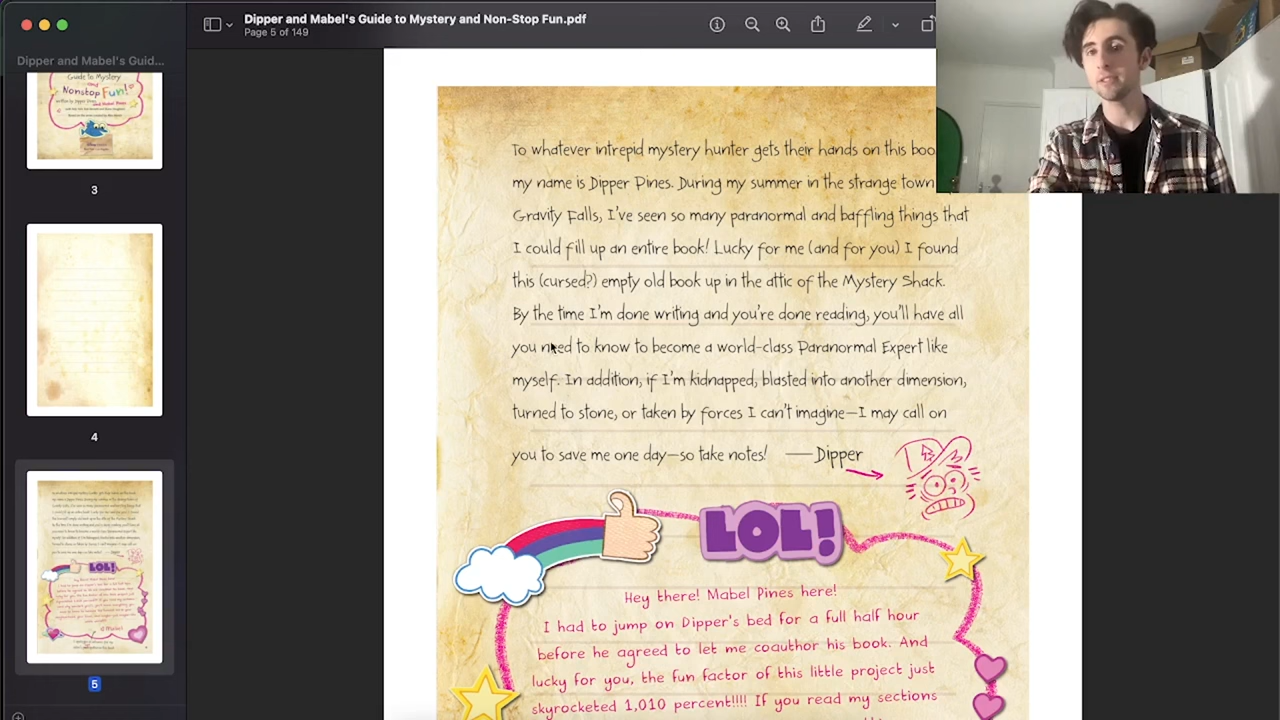 Dipper and Mabel's Guide to Mystery and Non-Stop Fun.pdf
Page 5 of 149
Dipper and Mabel's Guid...
Guide to Mystery
and
Nonstop Fun!
3
4
5
To whatever intrepid mystery hunter gets their hands on this boo
my name is Dipper Pines. During my summer in the strange town
Gravity Falls, I've seen so many paranormal and baffling things that
I could fill up an entire book! Lucky for me (and for you) I found
this (cursed?) empty old book up in the attic of the Mystery Shack.
By the time I'm done writing and you're done reading, you'll have all
you need to know to become a world-class Paranormal Expert like
myself. In addition, if I'm kidnapped, blasted into another dimension,
turned to stone, or taken by forces I can't imagine—I may call on
you to save me one day—so take notes! —Dipper
LOL!
Hey there! Mabel Pines here!
I had to jump on Dipper's bed for a full half hour
before he agreed to let me coauthor his book. And
lucky for you, the fun factor of this little project just
skyrocketed 1,010 percent!!!! If you read my sections